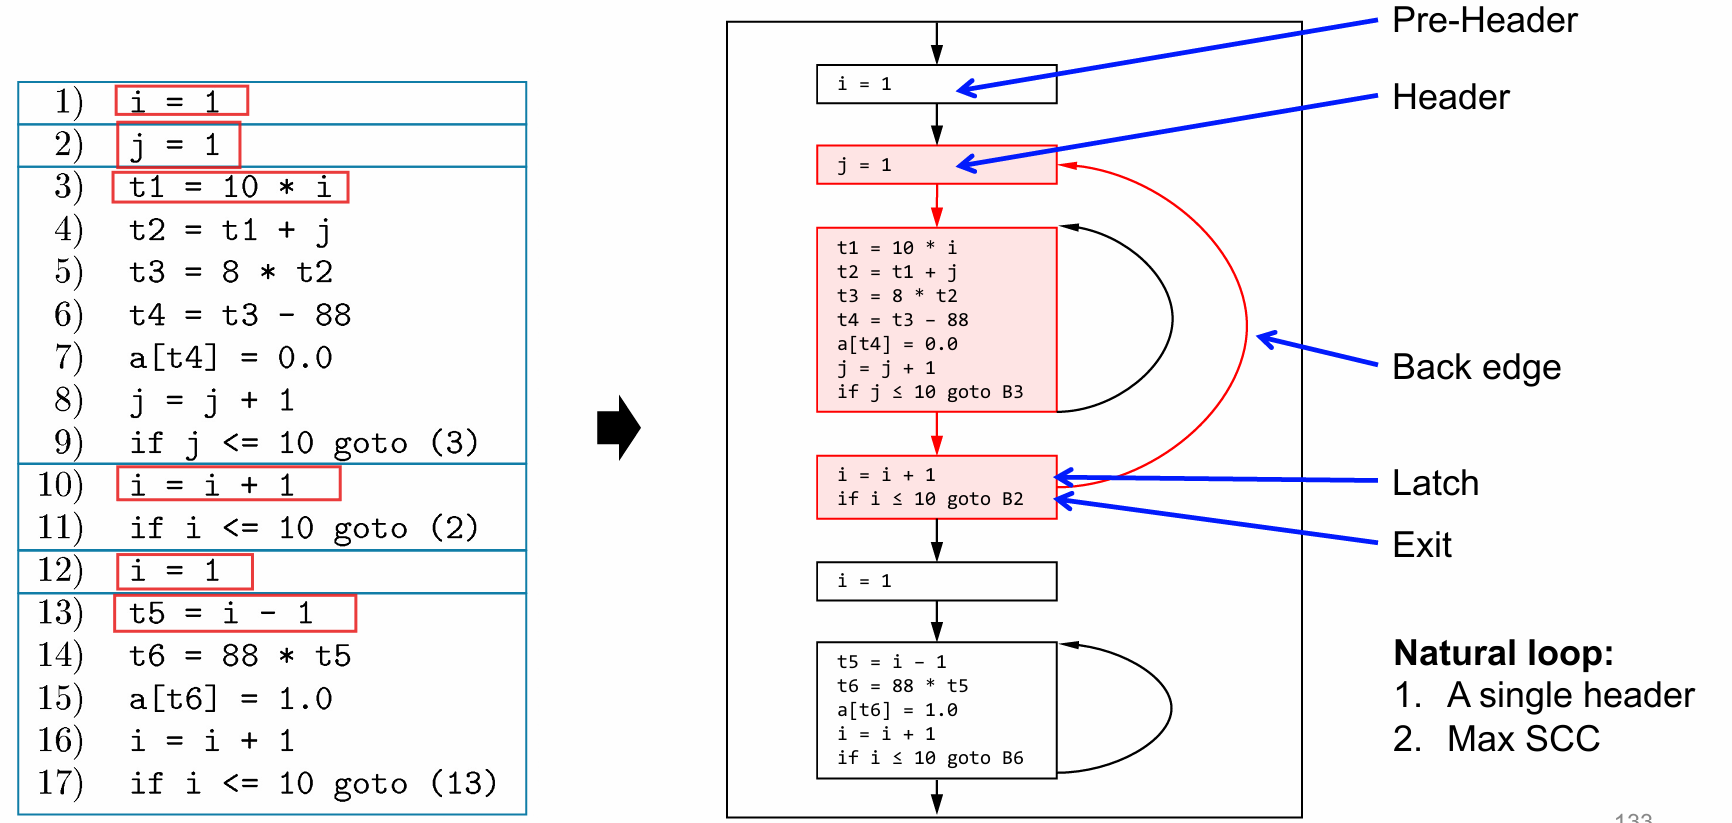 1) i = 1
2) j = 1
3) t1 = 10 * i
4) t2 = t1 + j
5) t3 = 8 * t2
6) t4 = t3 - 88
7) a[t4] = 0.0
8) j = j + 1
9) if j <= 10 goto (3)
10) i = i + 1
11) if i <= 10 goto (2)
12) i = 1
13) t5 = i - 1
14) t6 = 88 * t5
15) a[t6] = 1.0
16) i = i + 1
17) if i <= 10 goto (13)
i = 1
j = 1
t1 = 10 * i
t2 = t1 + j
t3 = 8 * t2
t4 = t3 – 88
a[t4] = 0.0
j = j + 1
if j ≤ 10 goto B3
i = i + 1
if i ≤ 10 goto B2
i = 1
t5 = i – 1
t6 = 88 * t5
a[t6] = 1.0
i = i + 1
if i ≤ 10 goto B6
Pre-Header
Header
Back edge
Latch
Exit
Natural loop:
1. A single header
2. Max SCC
133